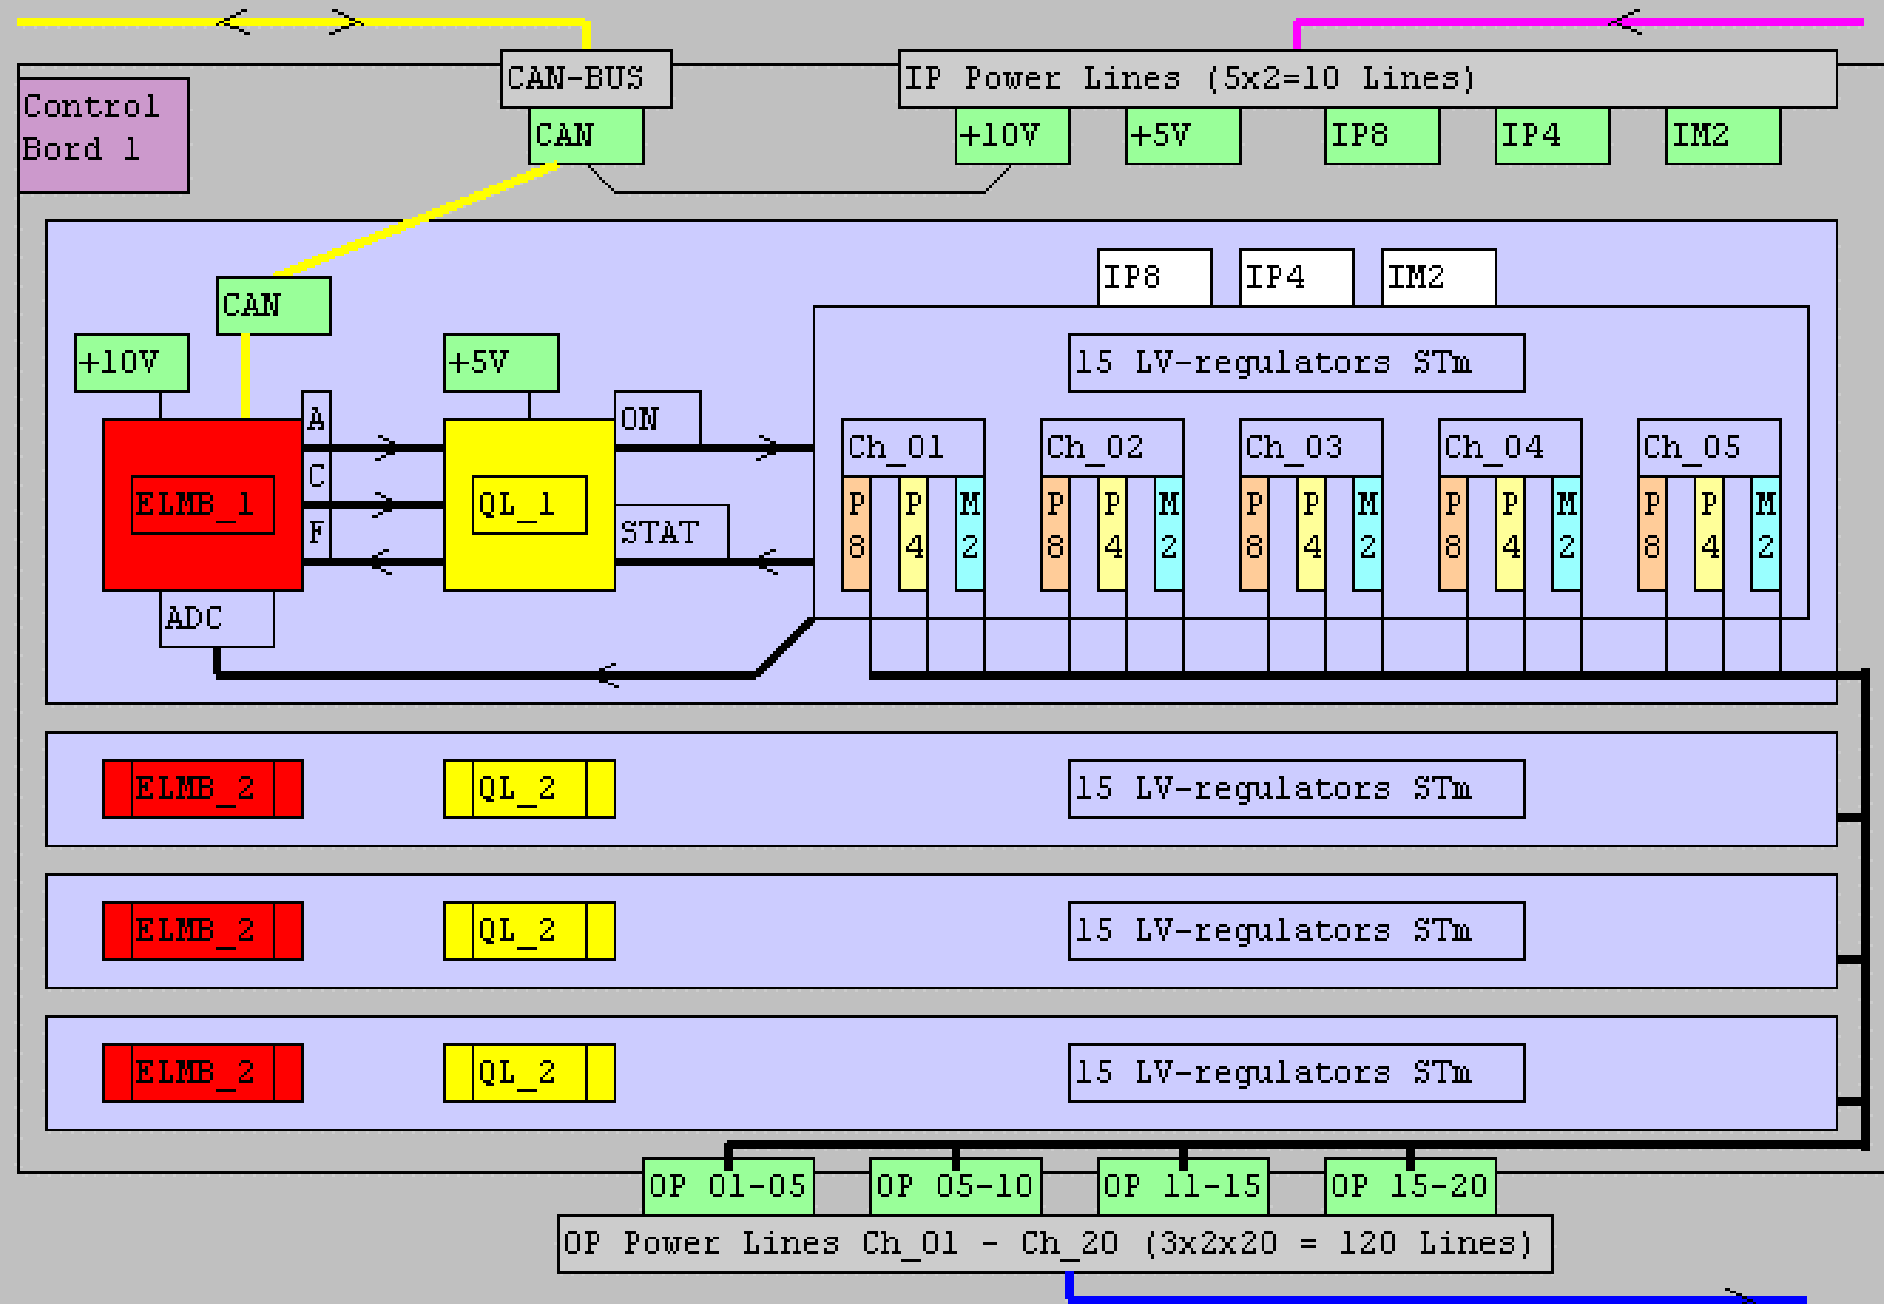 CAN-BUS
IP Power Lines (5x2=10 Lines)
Control
Bord 1
CAN
+10V
+5V
IP8
IP4
IM2
IP8
IP4
IM2
CAN
+10V
+5V
15 LV-regulators STm
A
ON
Ch_01
Ch_02
Ch_03
Ch_04
Ch_05
C
ELMB_1
QL_1
F
STAT
P
8
P
4
M
2
P
8
P
4
M
2
P
8
P
4
M
2
P
8
P
4
M
2
P
8
P
4
M
2
ADC
ELMB_2
QL_2
15 LV-regulators STm
ELMB_2
QL_2
15 LV-regulators STm
ELMB_2
QL_2
15 LV-regulators STm
OP 01-05
OP 05-10
OP 11-15
OP 15-20
OP Power Lines Ch_01 - Ch_20 (3x2x20 = 120 Lines)